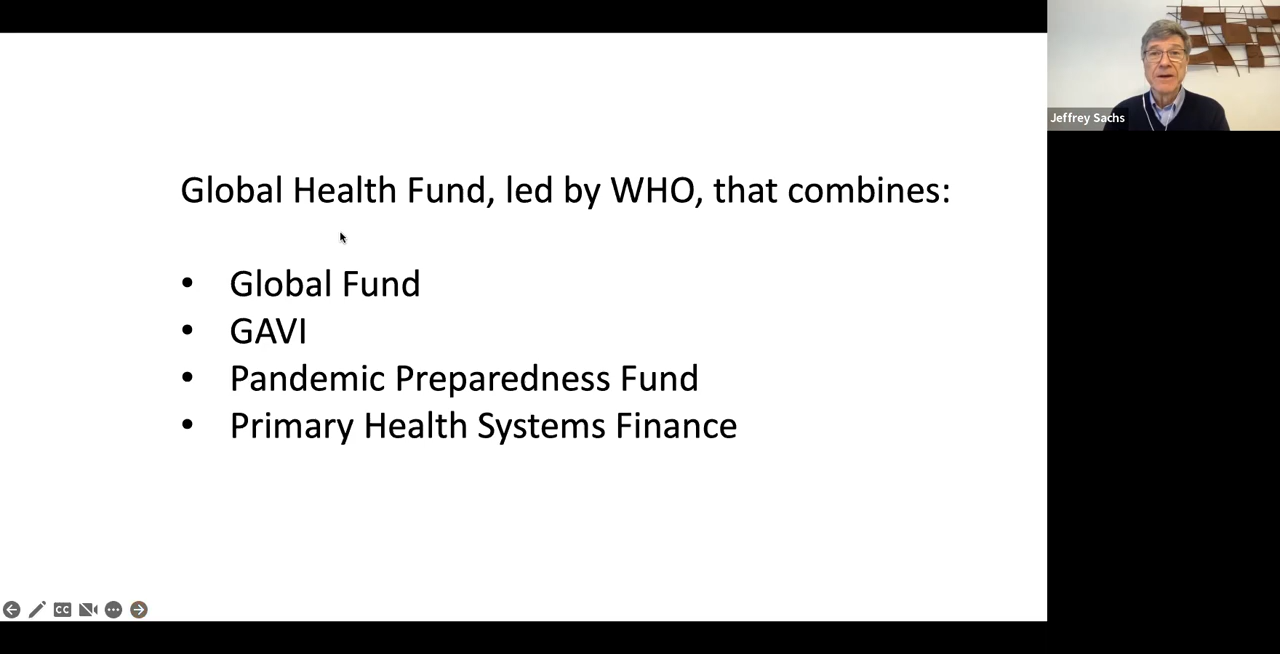 Global Health Fund, led by WHO, that combines:
• Global Fund
• GAVI
• Pandemic Preparedness Fund
• Primary Health Systems Finance
Jeffrey Sachs
CC